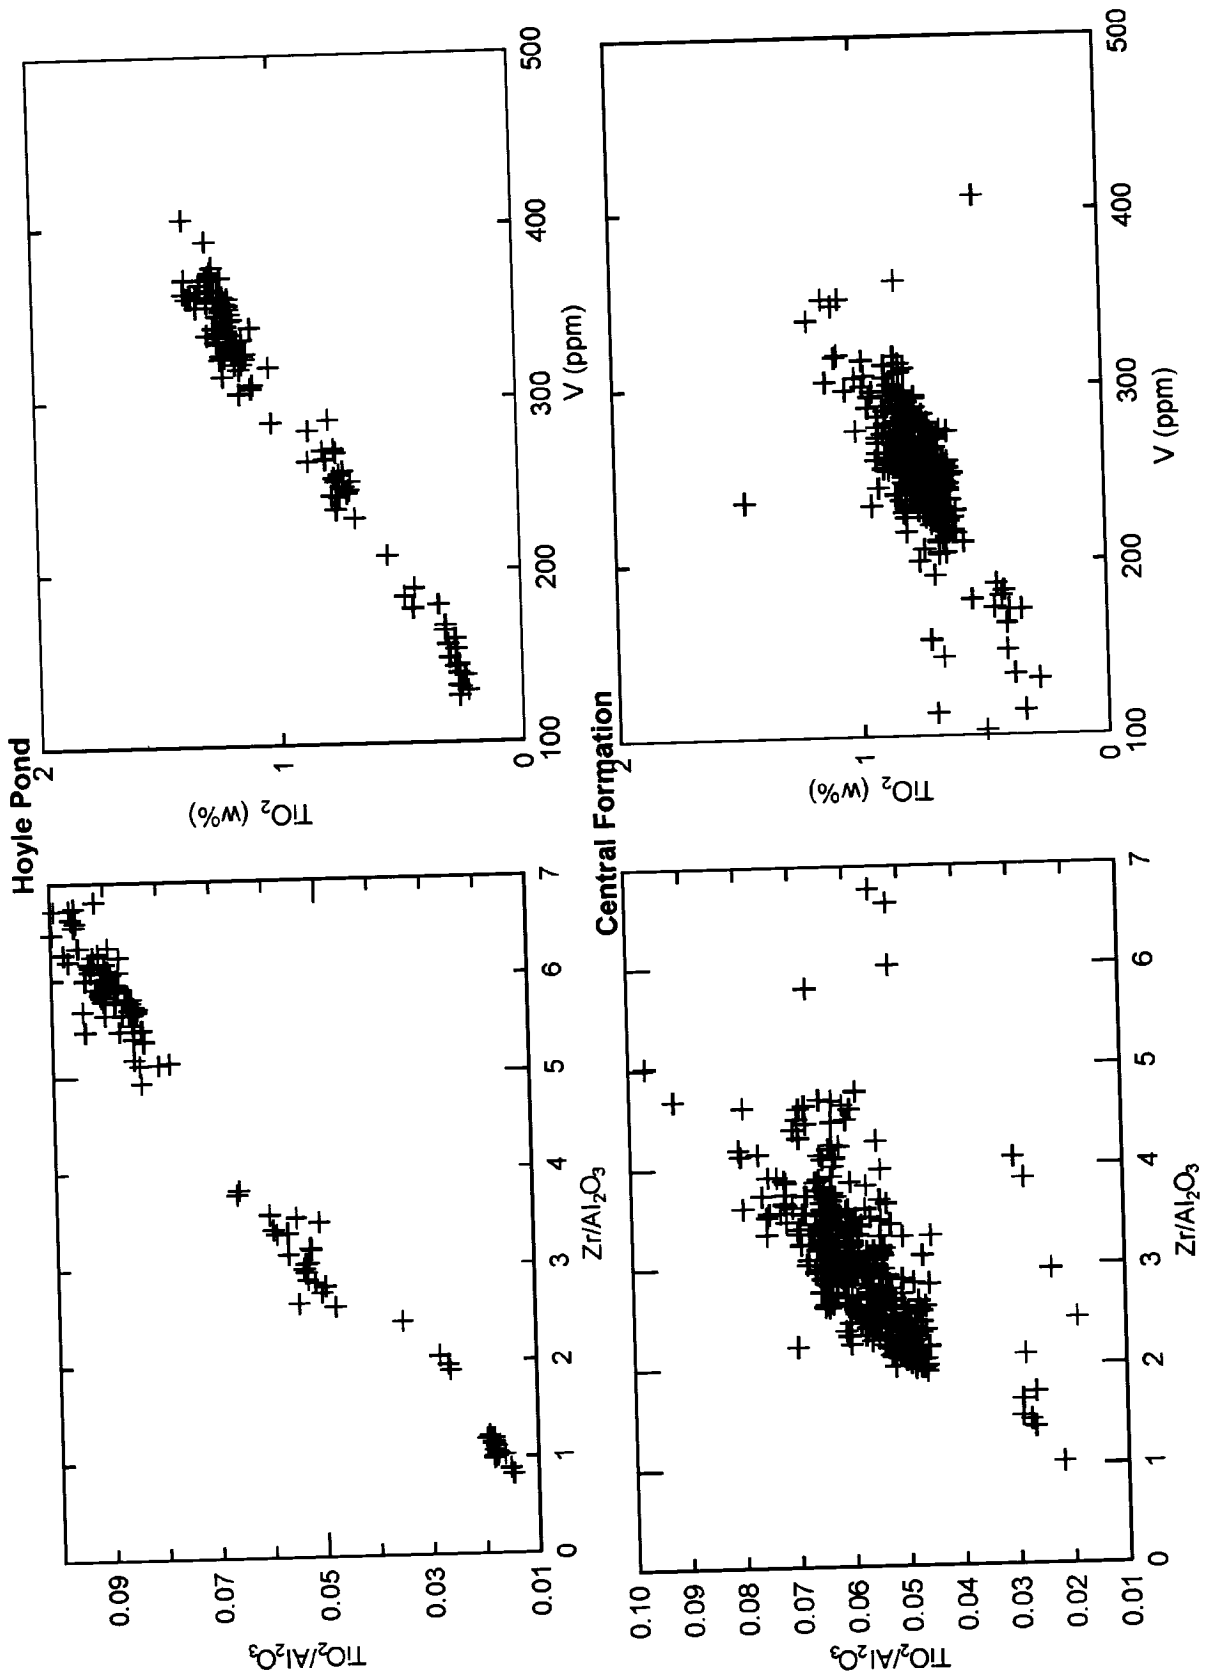 Hoyle Pond
TiO₂/Al₂O₃
0.09
0.07
0.05
0.03
0.01
0 1 2 3 4 5 6 7
Zr/Al₂O₃
TiO₂ (w%)
2
1
0
100 200 300 400 500
V (ppm)
Central Formation
TiO₂/Al₂O₃
0.10
0.09
0.08
0.07
0.06
0.05
0.04
0.03
0.02
0.01
0 1 2 3 4 5 6 7
Zr/Al₂O₃
TiO₂ (w%)
2
1
0
100 200 300 400 500
V (ppm)